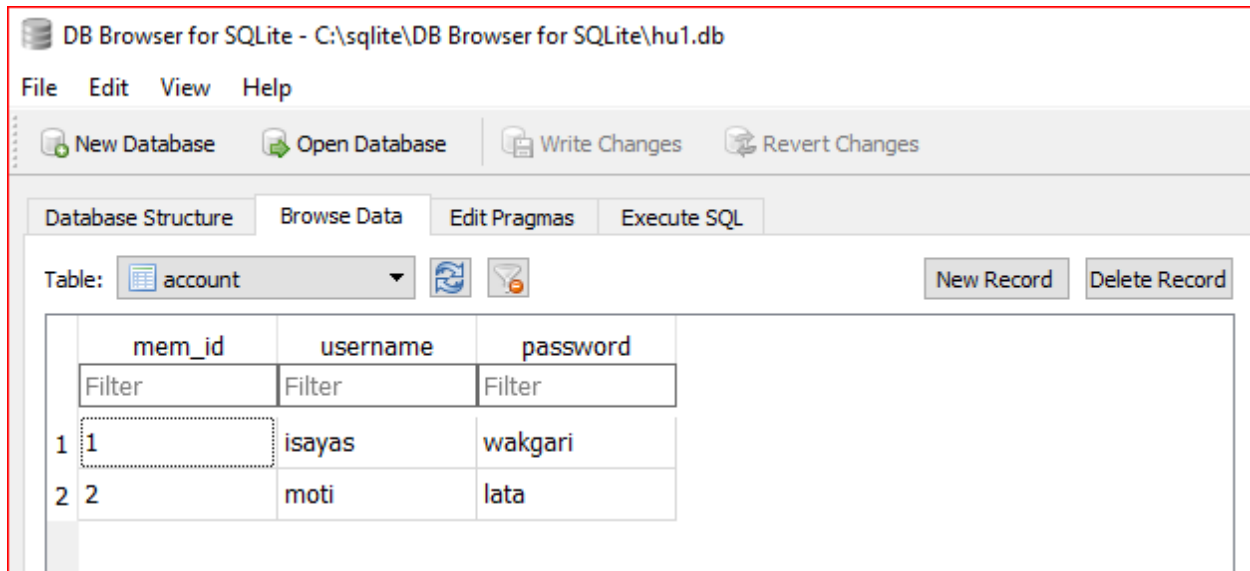 DB Browser for SQLite - C:\sqlite\DB Browser for SQLite\hu1.db
File Edit View Help
New Database Open Database Write Changes Revert Changes
Database Structure Browse Data Edit Pragmas Execute SQL
Table: account New Record Delete Record
mem_id username password
Filter Filter Filter
1 1 isayas wakgari
2 2 moti lata